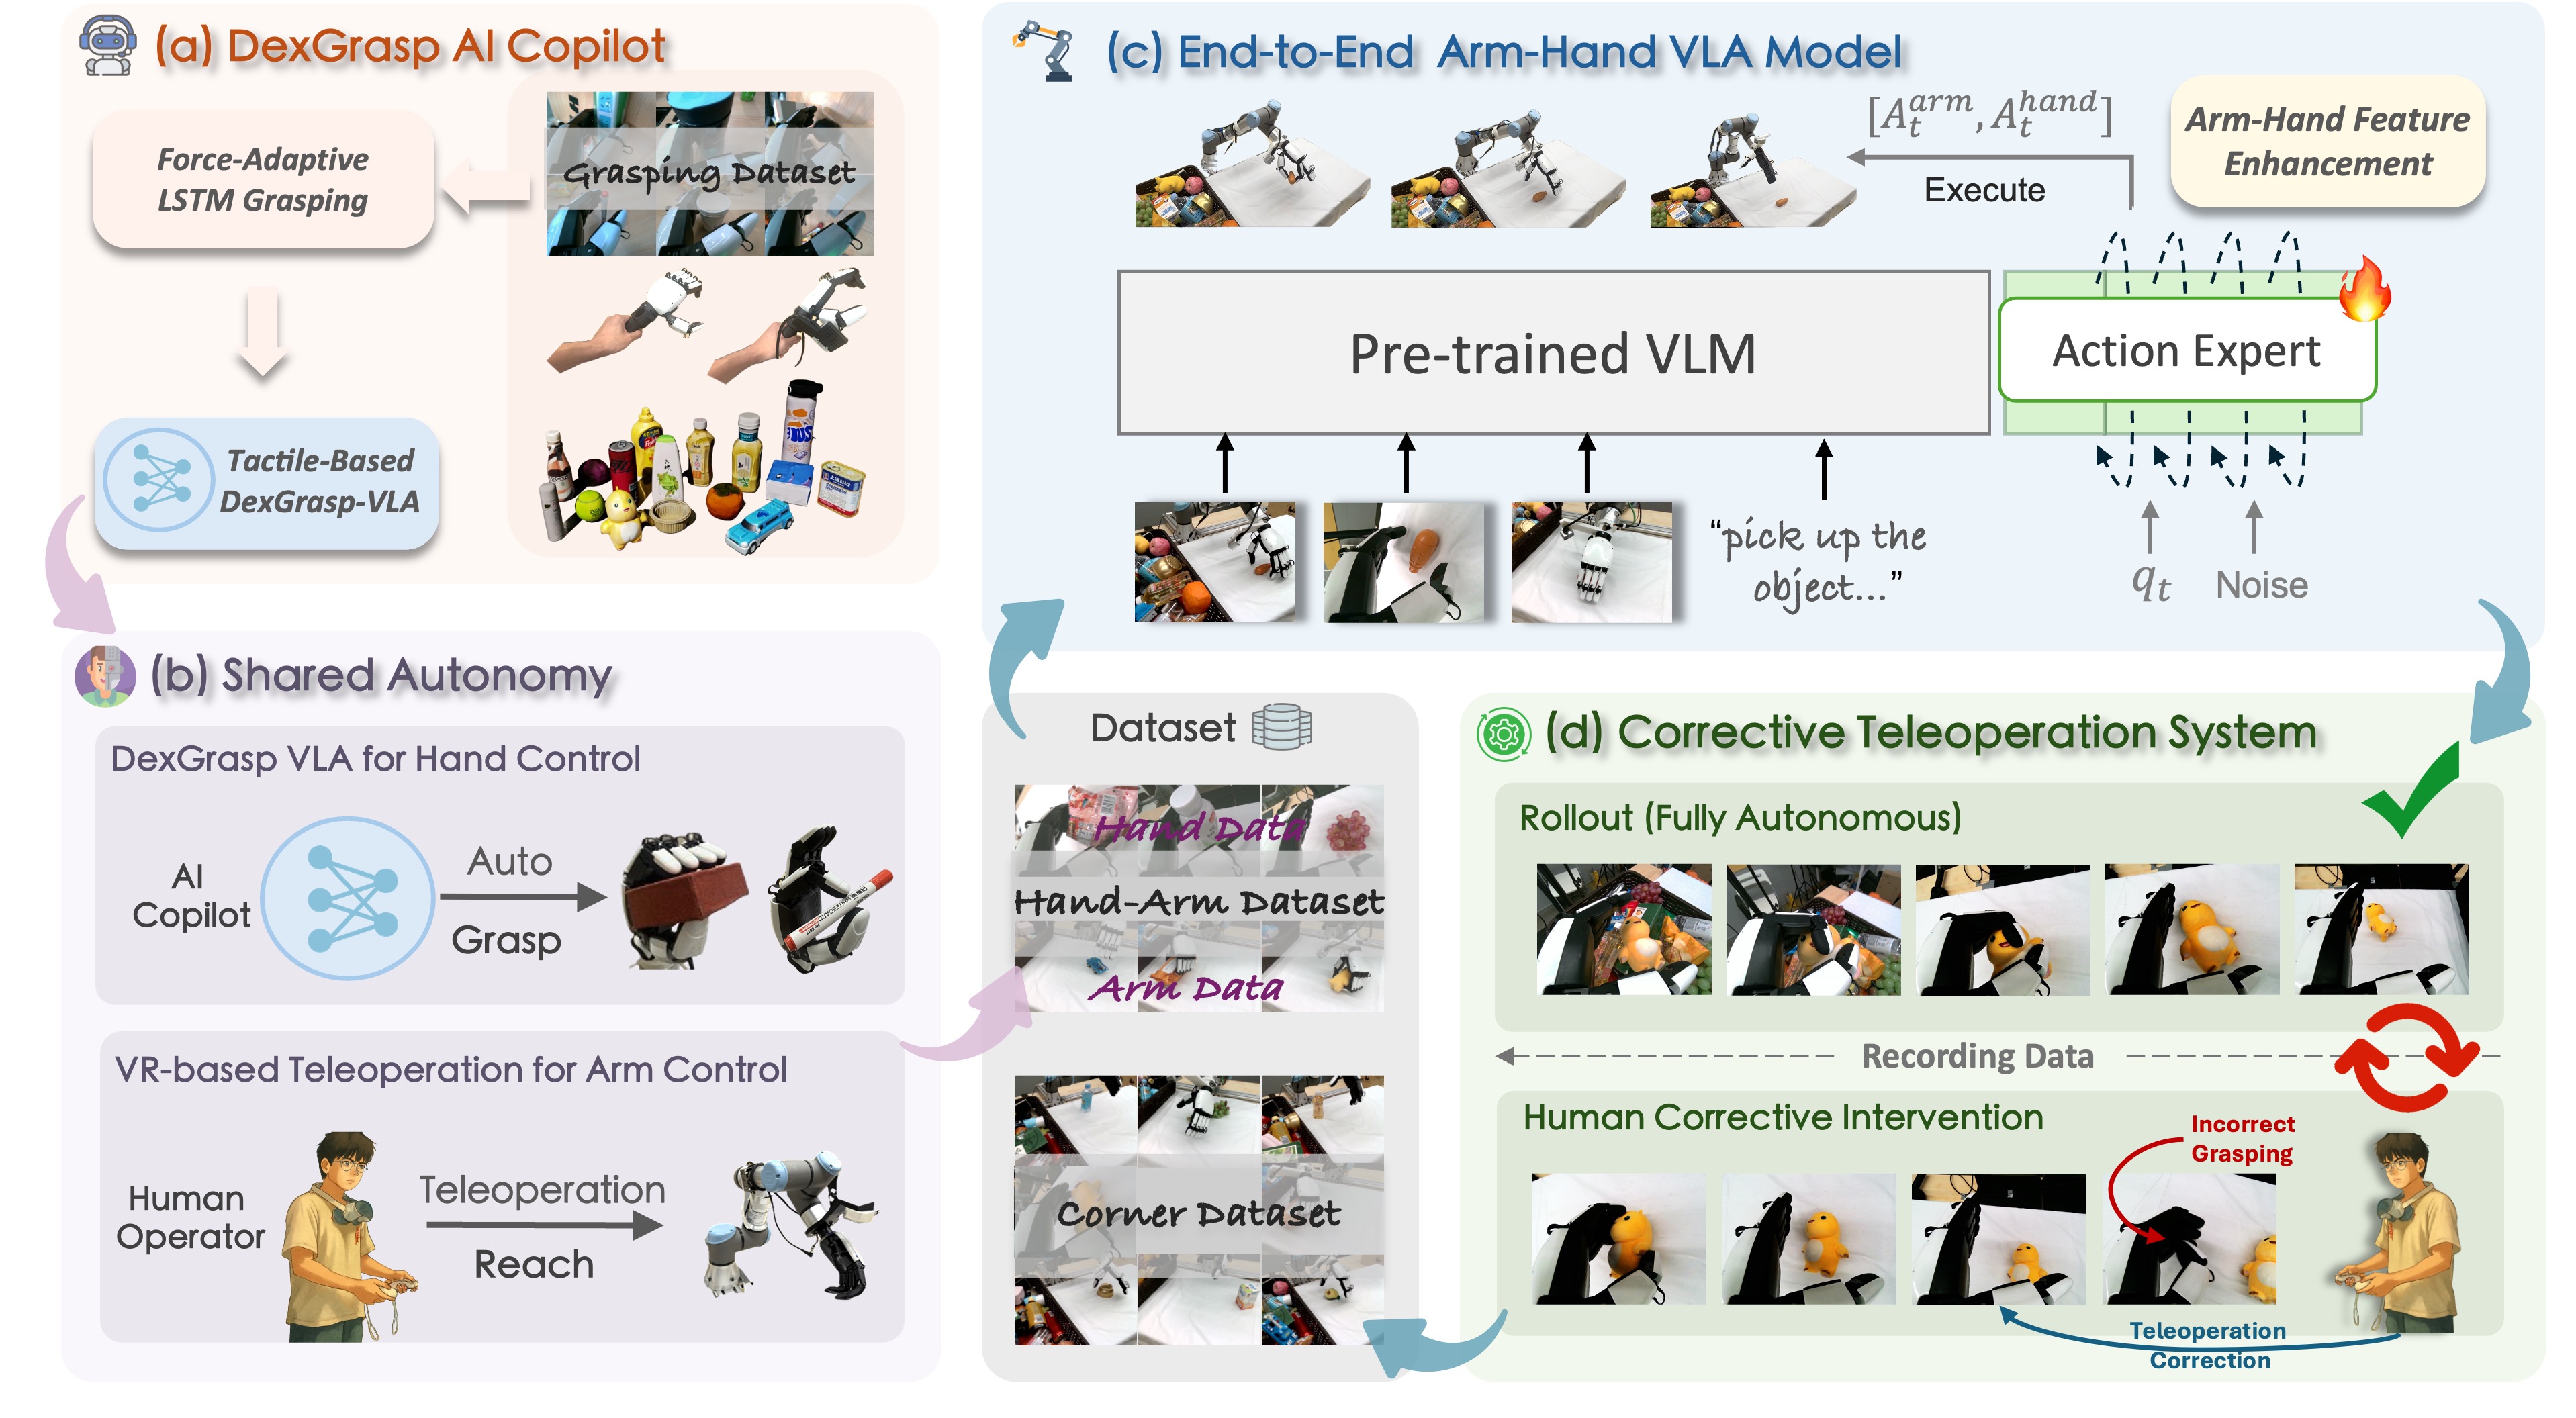 (a) DexGrasp AI Copilot
Force-Adaptive
LSTM Grasping
Grasping Dataset
Tactile-Based
DexGrasp-VLA
(b) Shared Autonomy
DexGrasp VLA for Hand Control
AI
Copilot
Auto
Grasp
VR-based Teleoperation for Arm Control
Human
Operator
Teleoperation
Reach
(c) End-to-End Arm-Hand VLA Model
[A_t^{arm}, A_t^{hand}]
Execute
Arm-Hand Feature
Enhancement
Pre-trained VLM
Action Expert
“pick up the
object...”
q_t
Noise
Dataset
Hand Data
Hand-Arm Dataset
Arm Data
Corner Dataset
(d) Corrective Teleoperation System
Rollout (Fully Autonomous)
Recording Data
Human Corrective Intervention
Incorrect
Grasping
Teleoperation
Correction